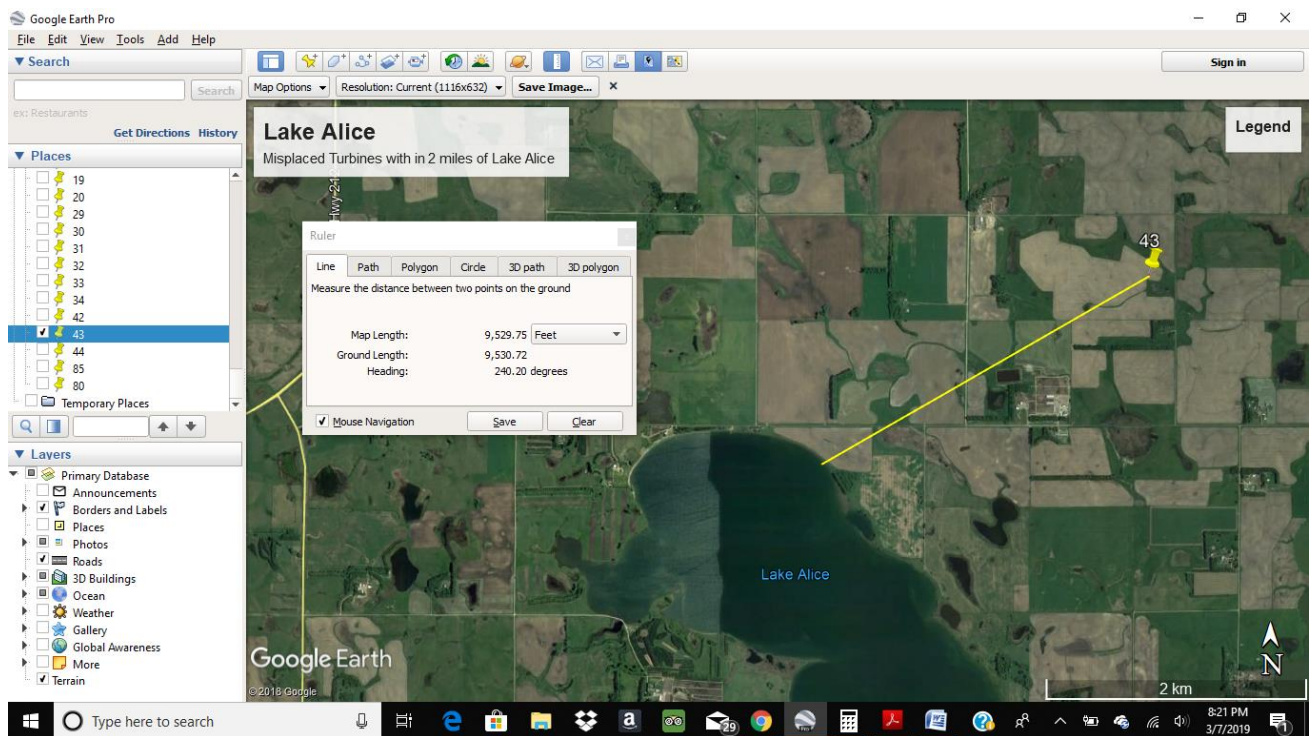 Google Earth Pro
File Edit View Tools Add Help
Search
Search
ex: Restaurants
Get Directions History
Places
19
20
29
30
31
32
33
34
42
43
44
85
80
Temporary Places
Layers
Primary Database
Announcements
Borders and Labels
Places
Photos
Roads
3D Buildings
Ocean
Weather
Gallery
Global Awareness
More
Terrain
Sign in
Map Options Resolution: Current (1116x632) Save Image... X
Lake Alice
Misplaced Turbines with in 2 miles of Lake Alice
Legend
Ruler
Line Path Polygon Circle 3D path 3D polygon
Measure the distance between two points on the ground
Map Length: 9,529.75 Feet
Ground Length: 9,530.72
Heading: 240.20 degrees
Mouse Navigation Save Clear
43
Lake Alice
Google Earth
© 2018 Google
2 km
N
Type here to search
29
8:21 PM
3/7/2019